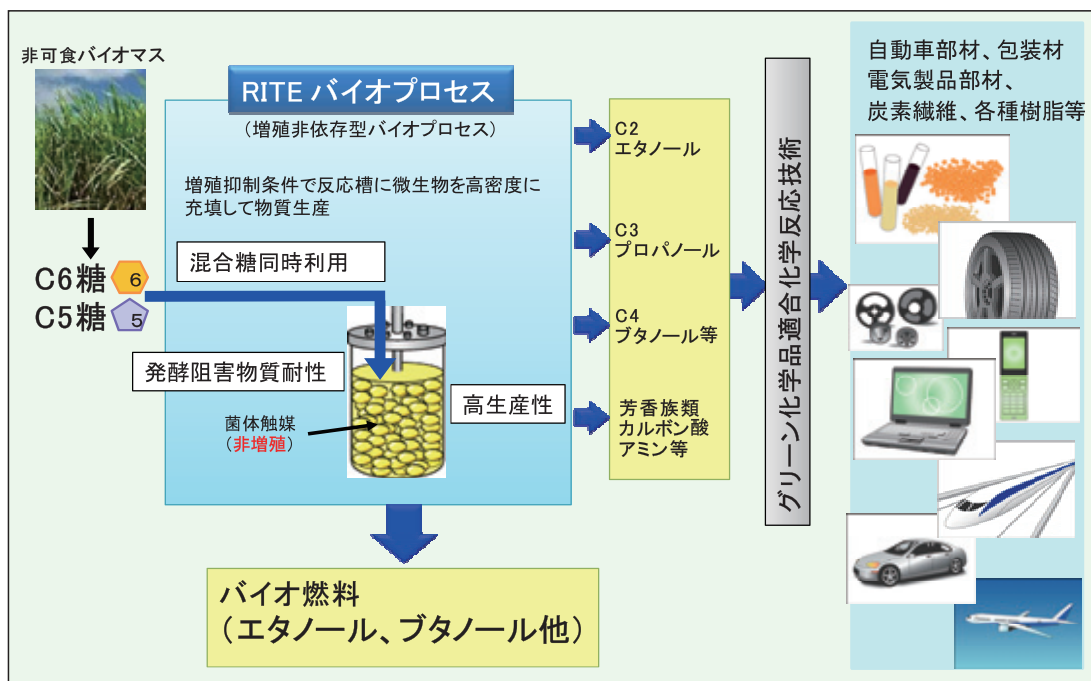 非可食バイオマス
C6糖
6
C5糖
5
RITE バイオプロセス
（増殖非依存型バイオプロセス）
増殖抑制条件で反応槽に微生物を高密度に
充填して物質生産
混合糖同時利用
発酵阻害物質耐性
高生産性
菌体触媒
（非増殖）
C2
エタノール
C3
プロパノール
C4
ブタノール等
芳香族類
カルボン酸
アミン等
グリーン化学品適合化学反応技術
自動車部材、包装材
電気製品部材、
炭素繊維、各種樹脂等
バイオ燃料
（エタノール、ブタノール他）